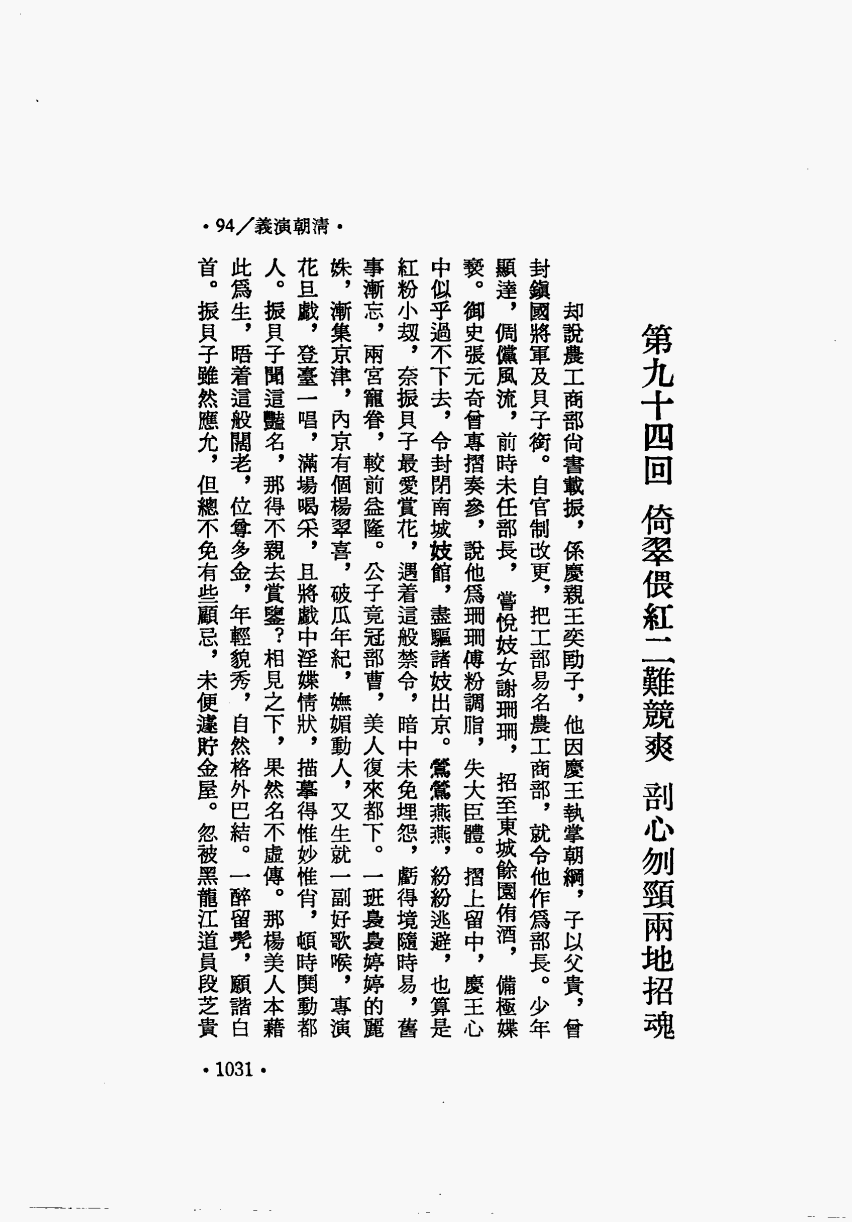 ·94／義演朝清·
第九十四回 倚翠偎紅二難競爽 剖心刎頸兩地招魂
却說農工商部尙書載振，係慶親王奕劻子，他因慶王執掌朝綱，子以父貴，曾
封鎭國將軍及貝子銜。自官制改更，把工部易名農工商部，就令他作爲部長。少年
顯達，倜儻風流，前時未任部長，嘗悅妓女謝珊珊，招至東城餘園侑酒，備極媟
褻。御史張元奇曾專摺奏參，說他爲珊珊傅粉調脂，失大臣體。摺上留中，慶王心
中似乎過不下去，令封閉南城妓館，盡驅諸妓出京。鶯鶯燕燕，紛紛逃避，也算是
紅粉小刼，奈振貝子最愛賞花，遇着這般禁令，暗中未免埋怨，虧得境隨時易，舊
事漸忘，兩宮寵眷，較前益隆。公子竟冠部曹，美人復來都下。一班裊裊婷婷的麗
姝，漸集京津，內京有個楊翠喜，破瓜年紀，嫵媚動人，又生就一副好歌喉，專演
花旦戲，登臺一唱，滿場喝采，且將戲中淫媟情狀，描摹得惟妙惟肖，頓時鬨動都
人。振貝子聞這豔名，那得不親去賞鑒？相見之下，果然名不虛傳。那楊美人本藉
此爲生，晤着這般闊老，位尊多金，年輕貌秀，自然格外巴結。一醉留髡，願諧白
首。振貝子雖然應允，但總不免有些顧忌，未便遽貯金屋。忽被黑龍江道員段芝貴
·1031·